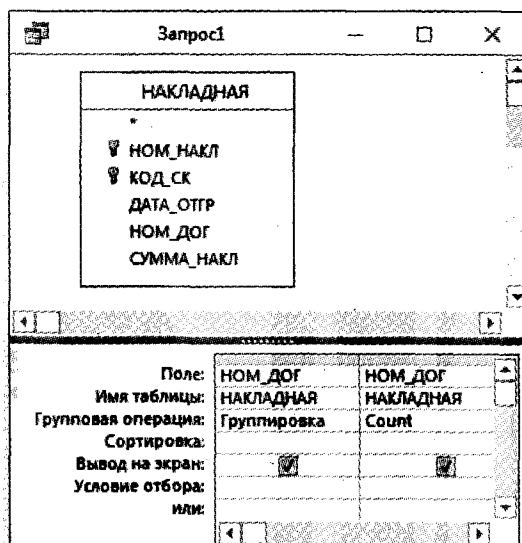 Запрос1
НАКЛАДНАЯ
*
НОМ_НАКЛ
КОД_СК
ДАТА_ОТГР
НОМ_ДОГ
СУММА_НАКЛ
Поле: НОМ_ДОГ НОМ_ДОГ
Имя таблицы: НАКЛАДНАЯ НАКЛАДНАЯ
Групповая операция: Группировка Count
Сортировка:
Вывод на экран:
Условие отбора:
или: